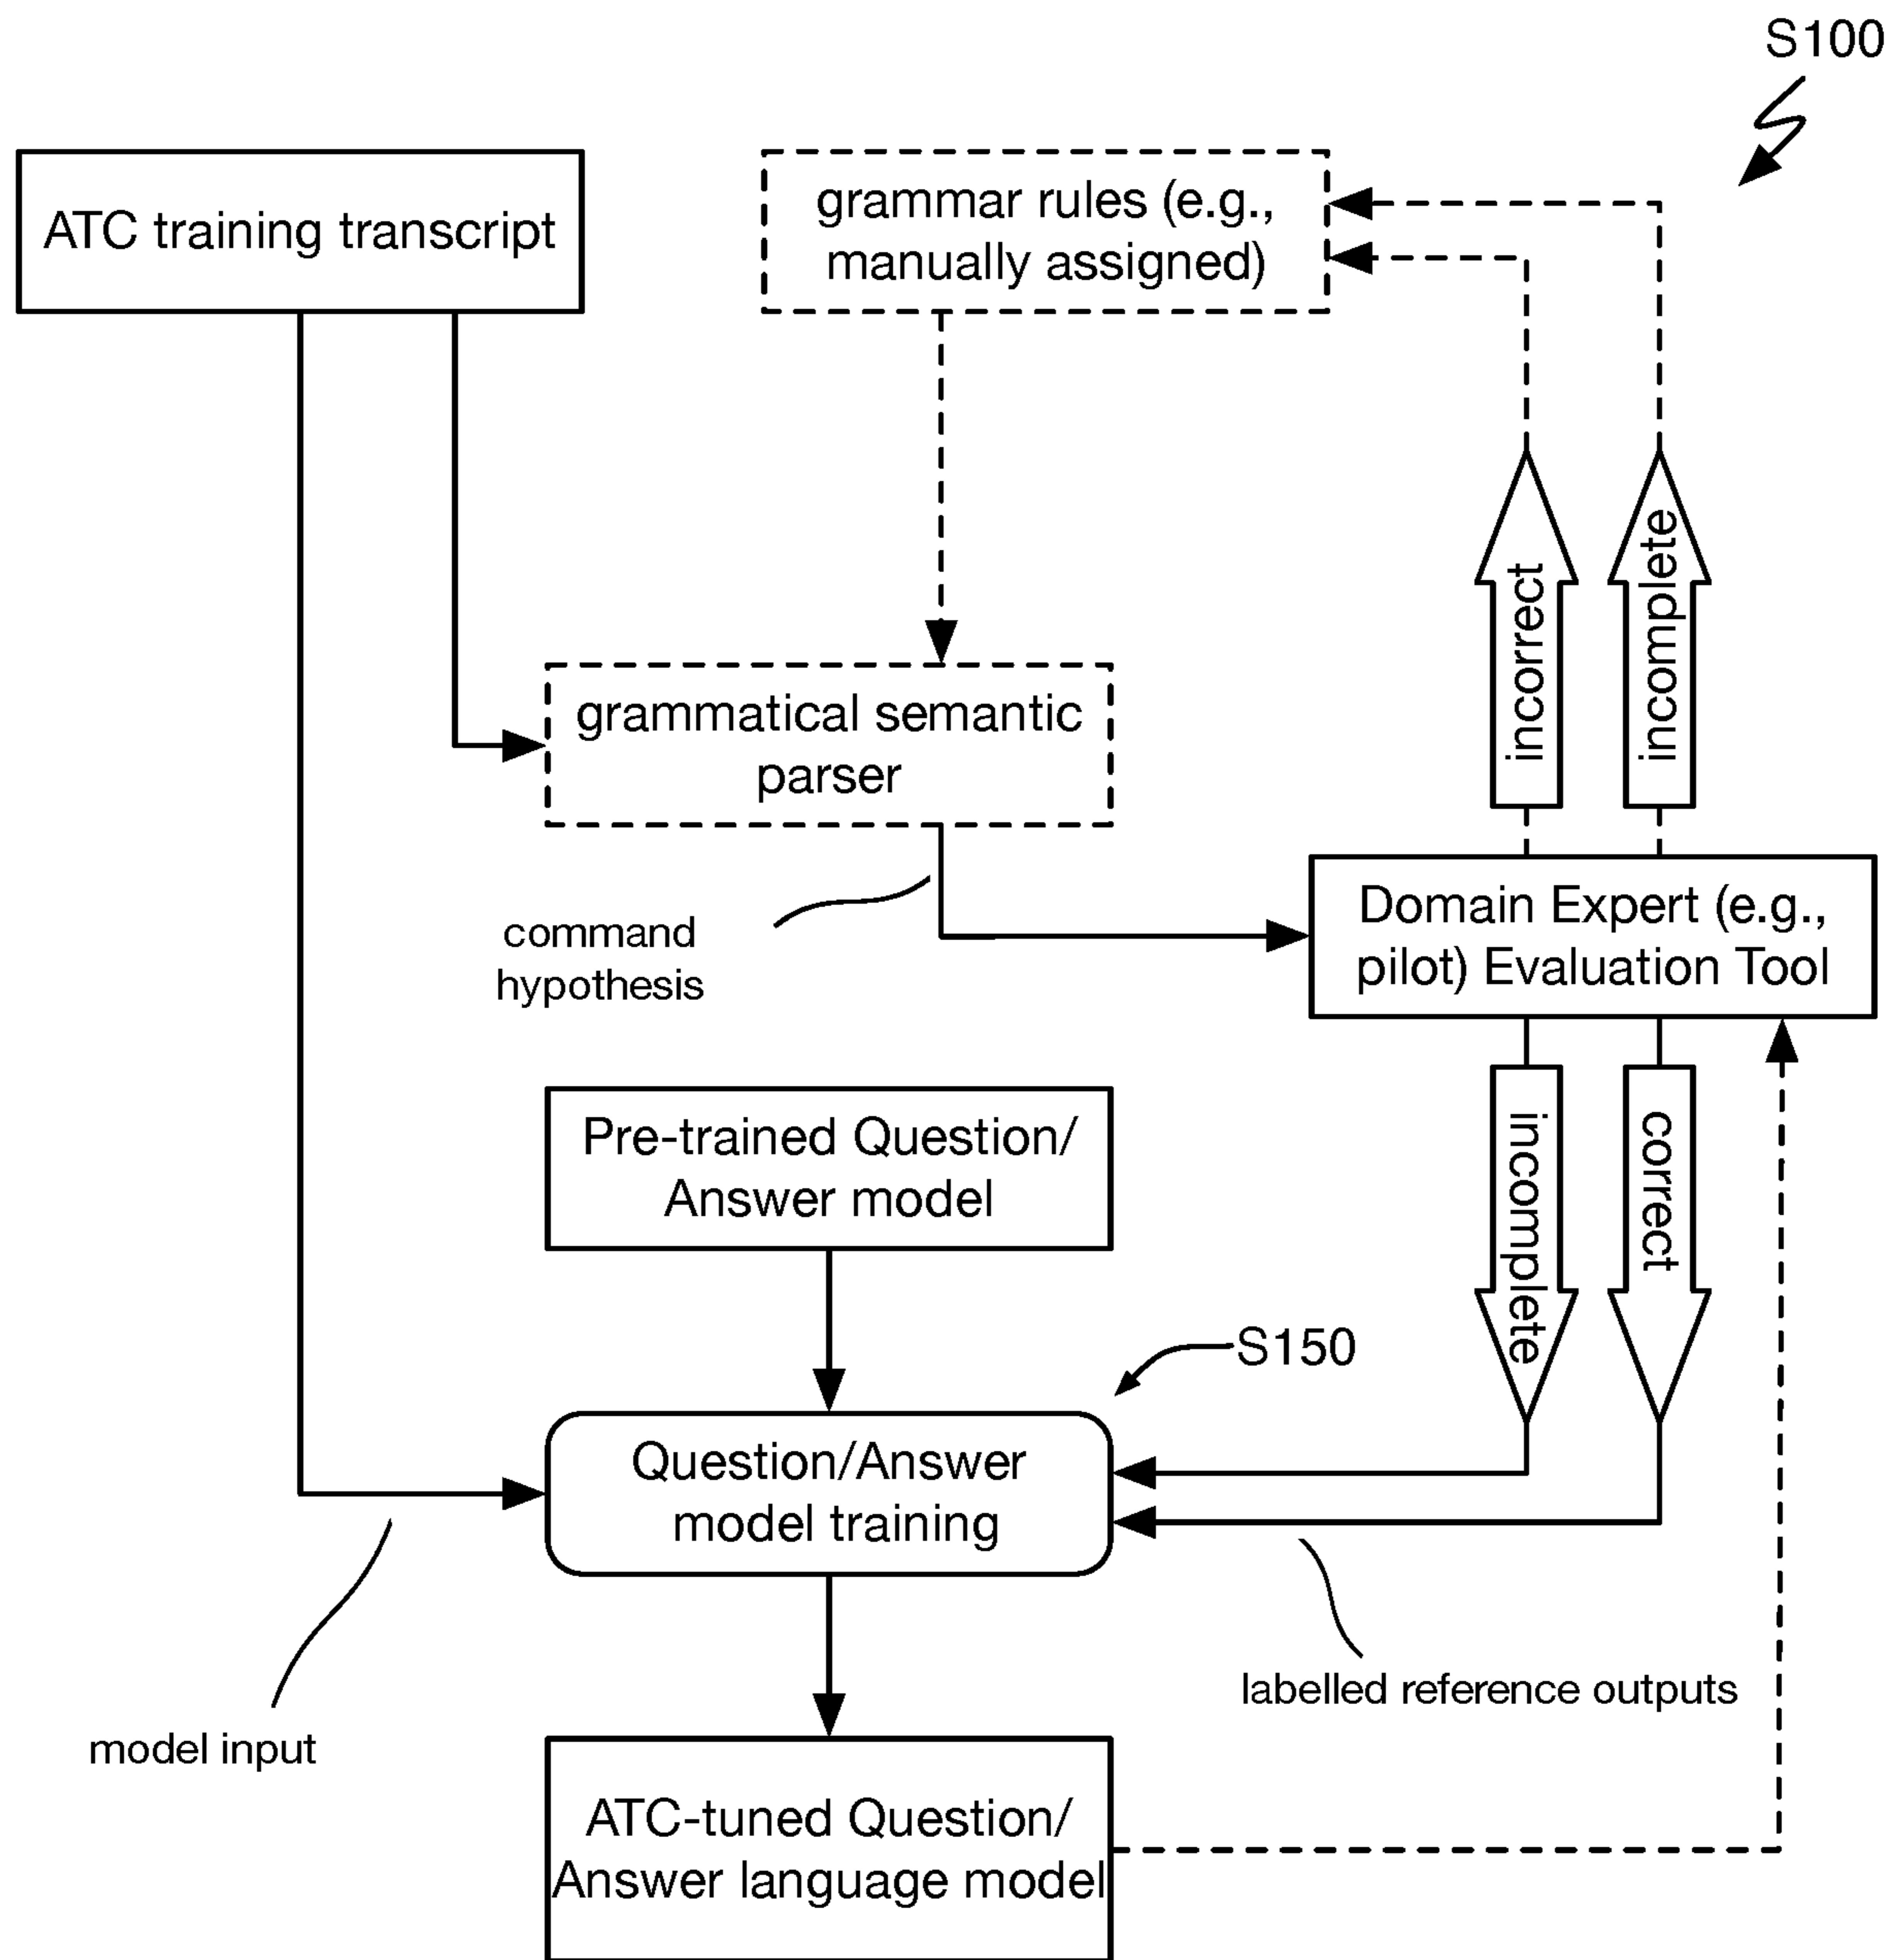 S100
ATC training transcript
grammar rules (e.g.,
manually assigned)
incorrect
incomplete
grammatical semantic
parser
command
hypothesis
Domain Expert (e.g.,
pilot) Evaluation Tool
Pre-trained Question/
Answer model
incomplete
correct
S150
Question/Answer
model training
labelled reference outputs
model input
ATC-tuned Question/
Answer language model